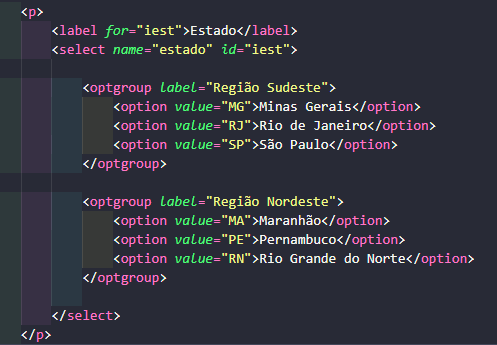 <p>
<label for="iest">Estado</label>
<select name="estado" id="iest">
<optgroup label="Região Sudeste">
<option value="MG">Minas Gerais</option>
<option value="RJ">Rio de Janeiro</option>
<option value="SP">São Paulo</option>
</optgroup>
<optgroup label="Região Nordeste">
<option value="MA">Maranhão</option>
<option value="PE">Pernambuco</option>
<option value="RN">Rio Grande do Norte</option>
</optgroup>
</select>
</p>